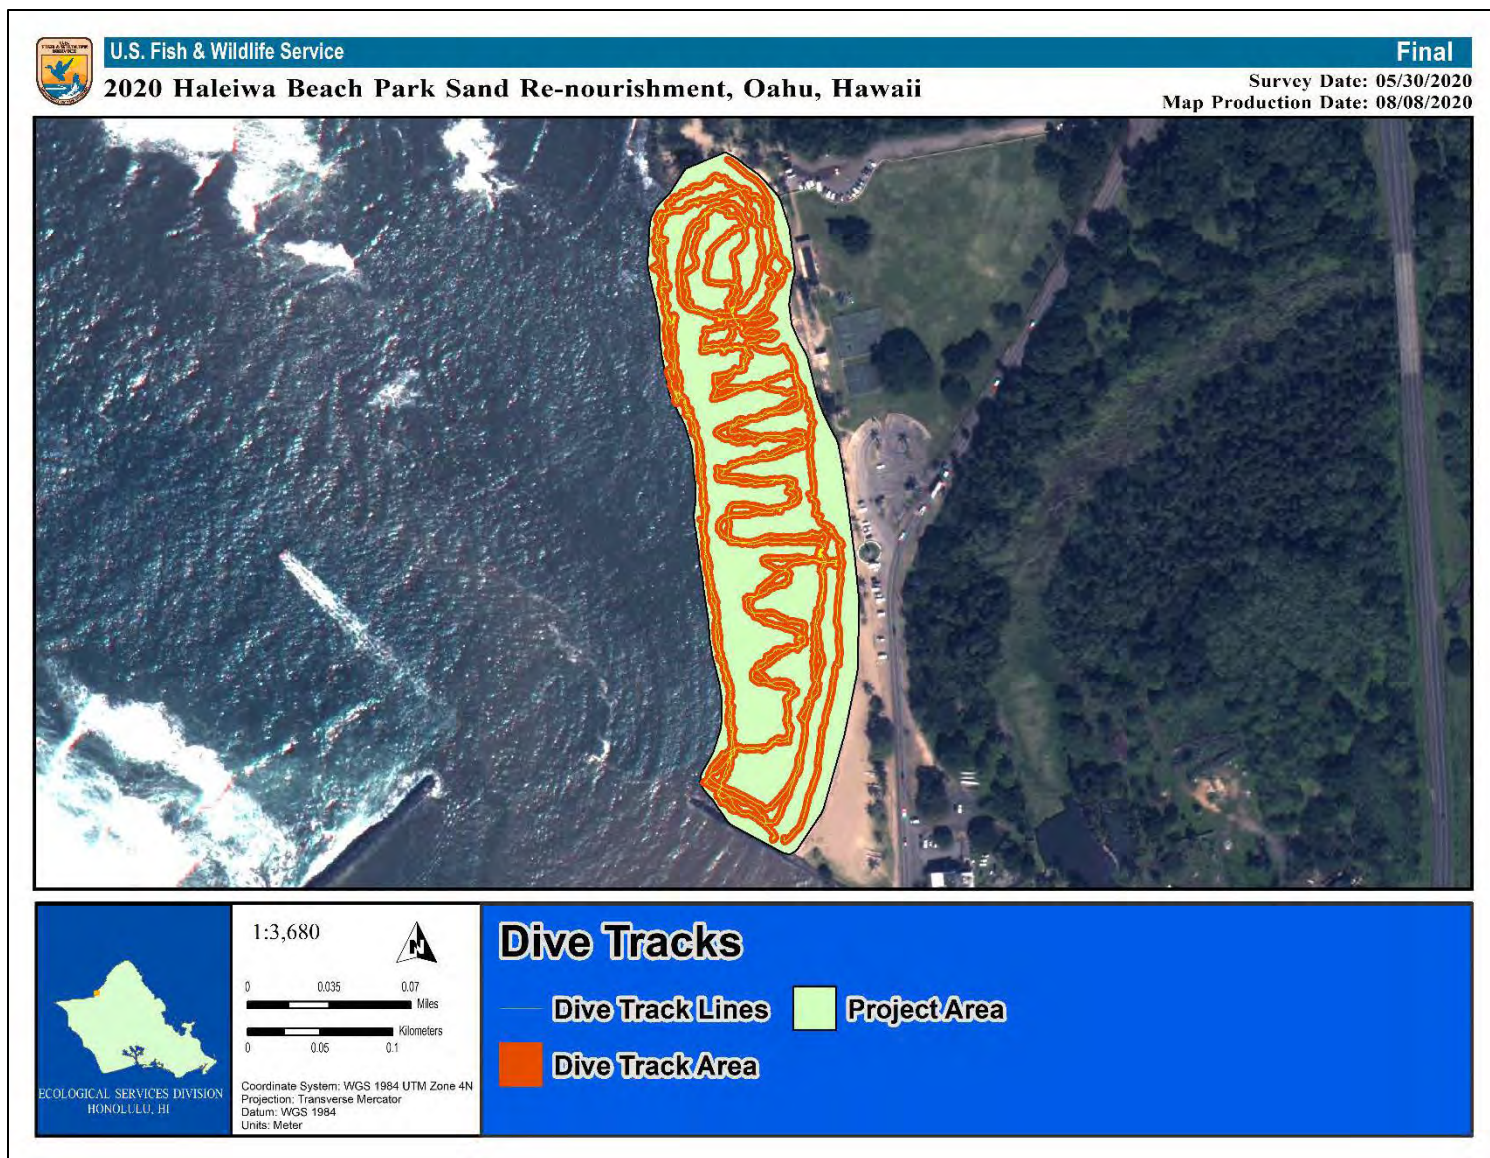 U.S. Fish & Wildlife Service
Final
2020 Haleiwa Beach Park Sand Re-nourishment, Oahu, Hawaii
Survey Date: 05/30/2020
Map Production Date: 08/08/2020
1:3,680
N
0 0.035 0.07
Miles
Kilometers
0 0.05 0.1
Coordinate System: WGS 1984 UTM Zone 4N
Projection: Transverse Mercator
Datum: WGS 1984
Units: Meter
ECOLOGICAL SERVICES DIVISION
HONOLULU, HI
Dive Tracks
Dive Track Lines
Project Area
Dive Track Area